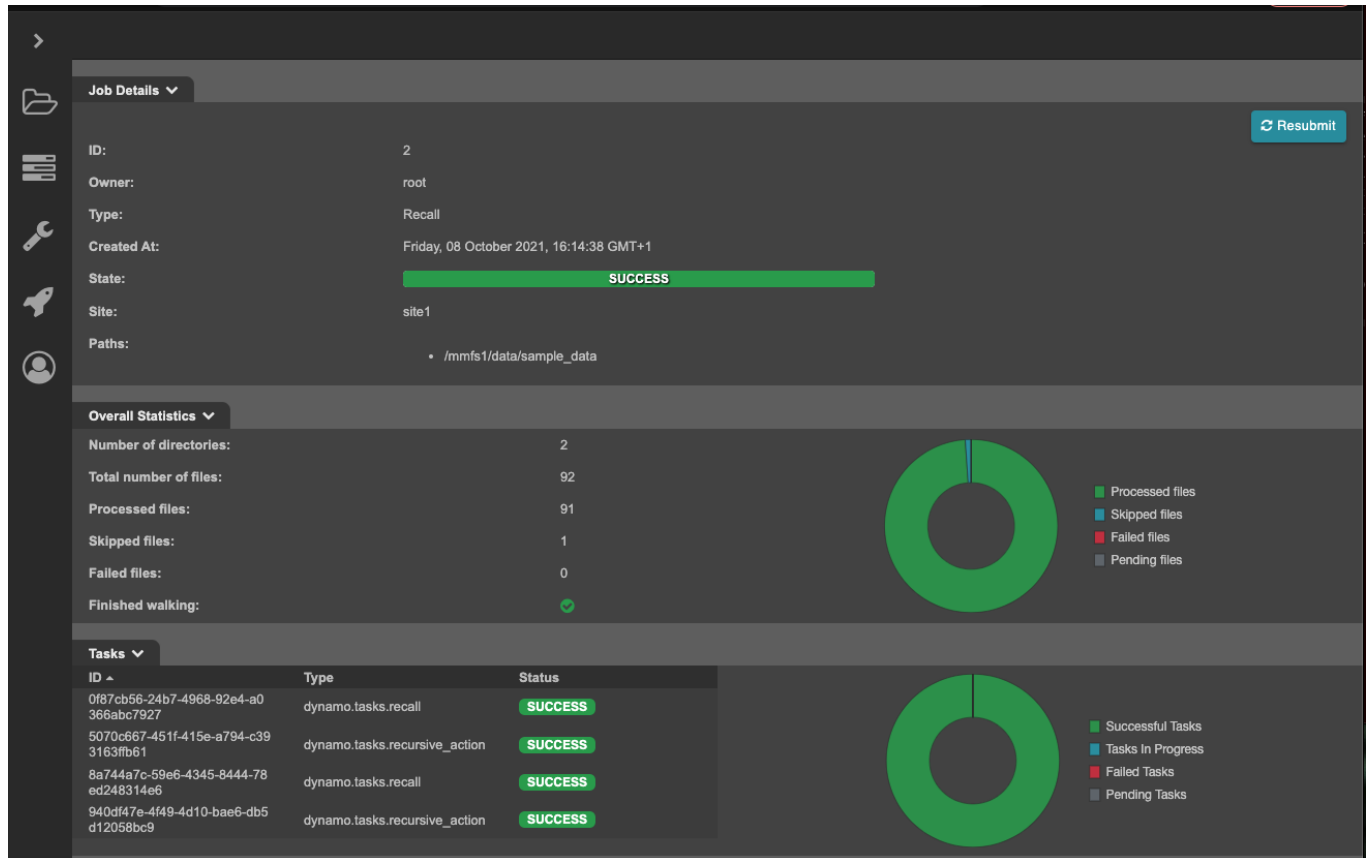 Job Details
Resubmit
ID: 2
Owner: root
Type: Recall
Created At: Friday, 08 October 2021, 16:14:38 GMT+1
State: SUCCESS
Site: site1
Paths:
• /mmfs1/data/sample_data
Overall Statistics
Number of directories: 2
Total number of files: 92
Processed files: 91
Skipped files: 1
Failed files: 0
Finished walking:
Processed files
Skipped files
Failed files
Pending files
Tasks
ID Type Status
0f87cb56-24b7-4968-92e4-a0
366abc7927
dynamo.tasks.recall SUCCESS
5070c667-451f-415e-a794-c39
3163ffb61
dynamo.tasks.recursive_action SUCCESS
8a744a7c-59e6-4345-8444-78
ed248314e6
dynamo.tasks.recall SUCCESS
940df47e-4f49-4d10-bae6-db5
d12058bc9
dynamo.tasks.recursive_action SUCCESS
Successful Tasks
Tasks In Progress
Failed Tasks
Pending Tasks